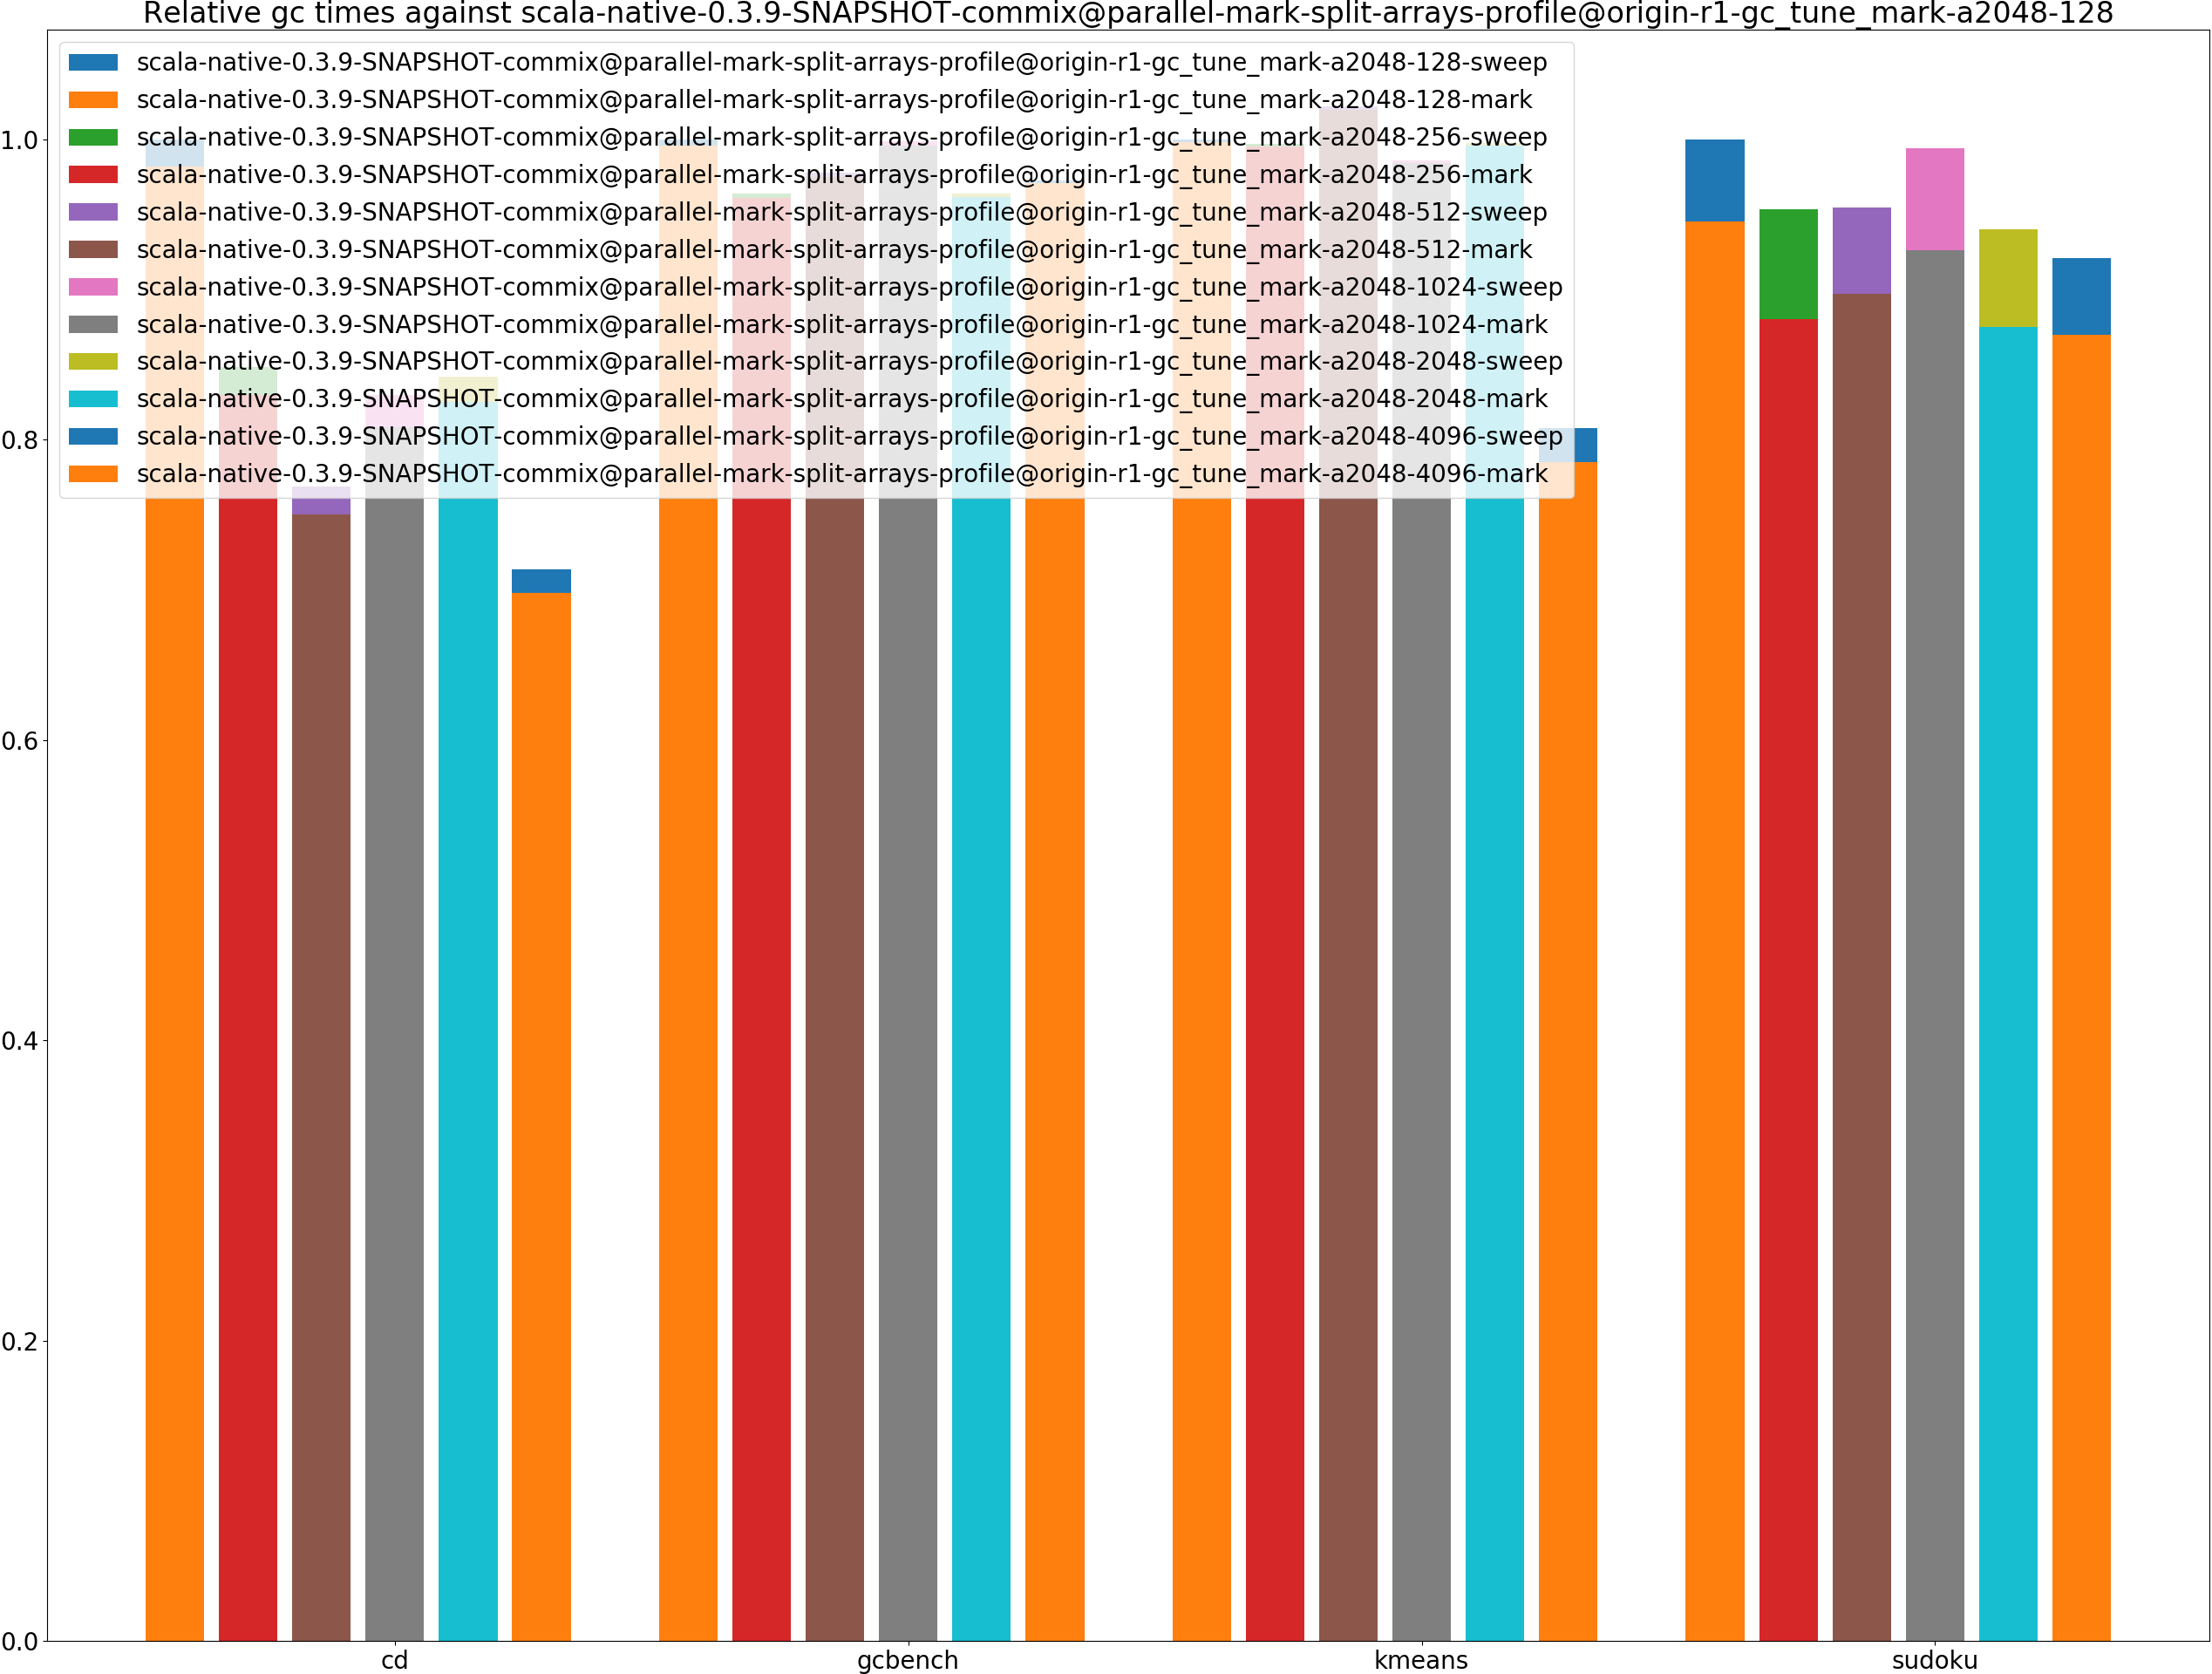 Relative gc times against scala-native-0.3.9-SNAPSHOT-commix@parallel-mark-split-arrays-profile@origin-r1-gc_tune_mark-a2048-128
scala-native-0.3.9-SNAPSHOT-commix@parallel-mark-split-arrays-profile@origin-r1-gc_tune_mark-a2048-128-sweep
scala-native-0.3.9-SNAPSHOT-commix@parallel-mark-split-arrays-profile@origin-r1-gc_tune_mark-a2048-128-mark
scala-native-0.3.9-SNAPSHOT-commix@parallel-mark-split-arrays-profile@origin-r1-gc_tune_mark-a2048-256-sweep
scala-native-0.3.9-SNAPSHOT-commix@parallel-mark-split-arrays-profile@origin-r1-gc_tune_mark-a2048-256-mark
scala-native-0.3.9-SNAPSHOT-commix@parallel-mark-split-arrays-profile@origin-r1-gc_tune_mark-a2048-512-sweep
scala-native-0.3.9-SNAPSHOT-commix@parallel-mark-split-arrays-profile@origin-r1-gc_tune_mark-a2048-512-mark
scala-native-0.3.9-SNAPSHOT-commix@parallel-mark-split-arrays-profile@origin-r1-gc_tune_mark-a2048-1024-sweep
scala-native-0.3.9-SNAPSHOT-commix@parallel-mark-split-arrays-profile@origin-r1-gc_tune_mark-a2048-1024-mark
scala-native-0.3.9-SNAPSHOT-commix@parallel-mark-split-arrays-profile@origin-r1-gc_tune_mark-a2048-2048-sweep
scala-native-0.3.9-SNAPSHOT-commix@parallel-mark-split-arrays-profile@origin-r1-gc_tune_mark-a2048-2048-mark
scala-native-0.3.9-SNAPSHOT-commix@parallel-mark-split-arrays-profile@origin-r1-gc_tune_mark-a2048-4096-sweep
scala-native-0.3.9-SNAPSHOT-commix@parallel-mark-split-arrays-profile@origin-r1-gc_tune_mark-a2048-4096-mark
1.0
0.8
0.6
0.4
0.2
0.0
cd gcbench kmeans sudoku